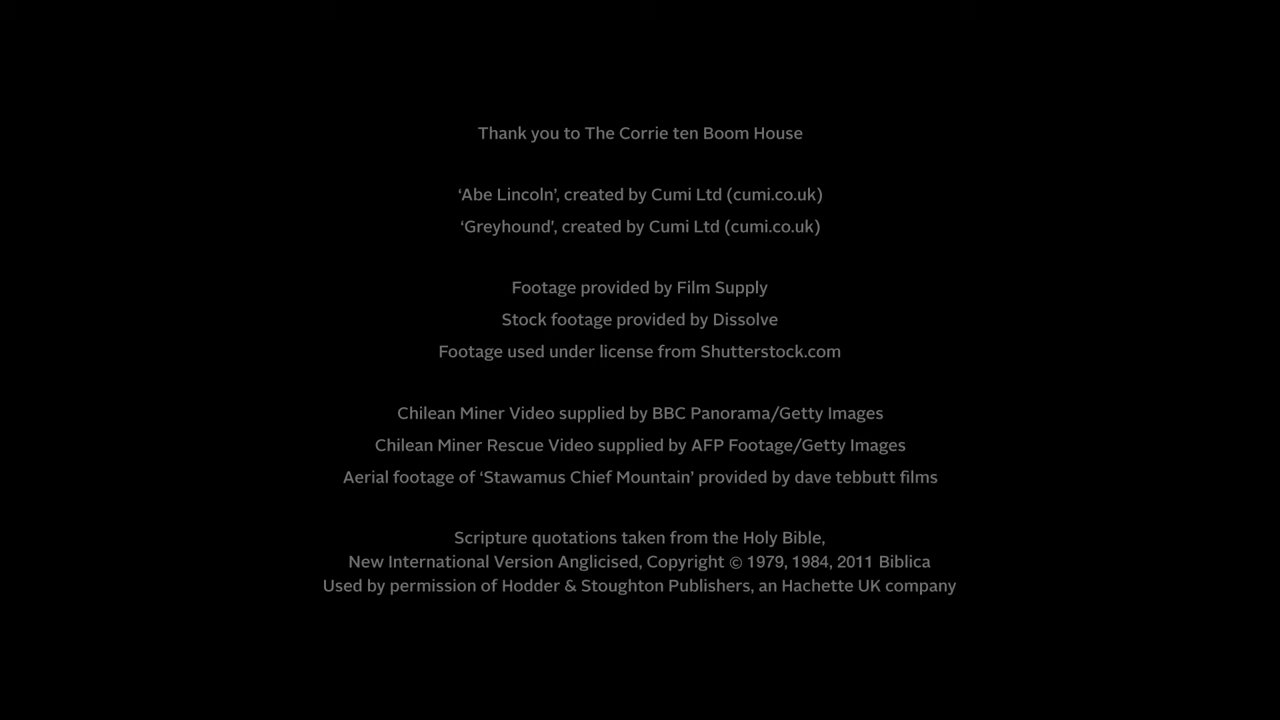 Thank you to The Corrie ten Boom House
‘Abe Lincoln’, created by Cumi Ltd (cumi.co.uk)
‘Greyhound’, created by Cumi Ltd (cumi.co.uk)
Footage provided by Film Supply
Stock footage provided by Dissolve
Footage used under license from Shutterstock.com
Chilean Miner Video supplied by BBC Panorama/Getty Images
Chilean Miner Rescue Video supplied by AFP Footage/Getty Images
Aerial footage of ‘Stawamus Chief Mountain’ provided by dave tebbutt films
Scripture quotations taken from the Holy Bible,
New International Version Anglicised, Copyright © 1979, 1984, 2011 Biblica
Used by permission of Hodder & Stoughton Publishers, an Hachette UK company